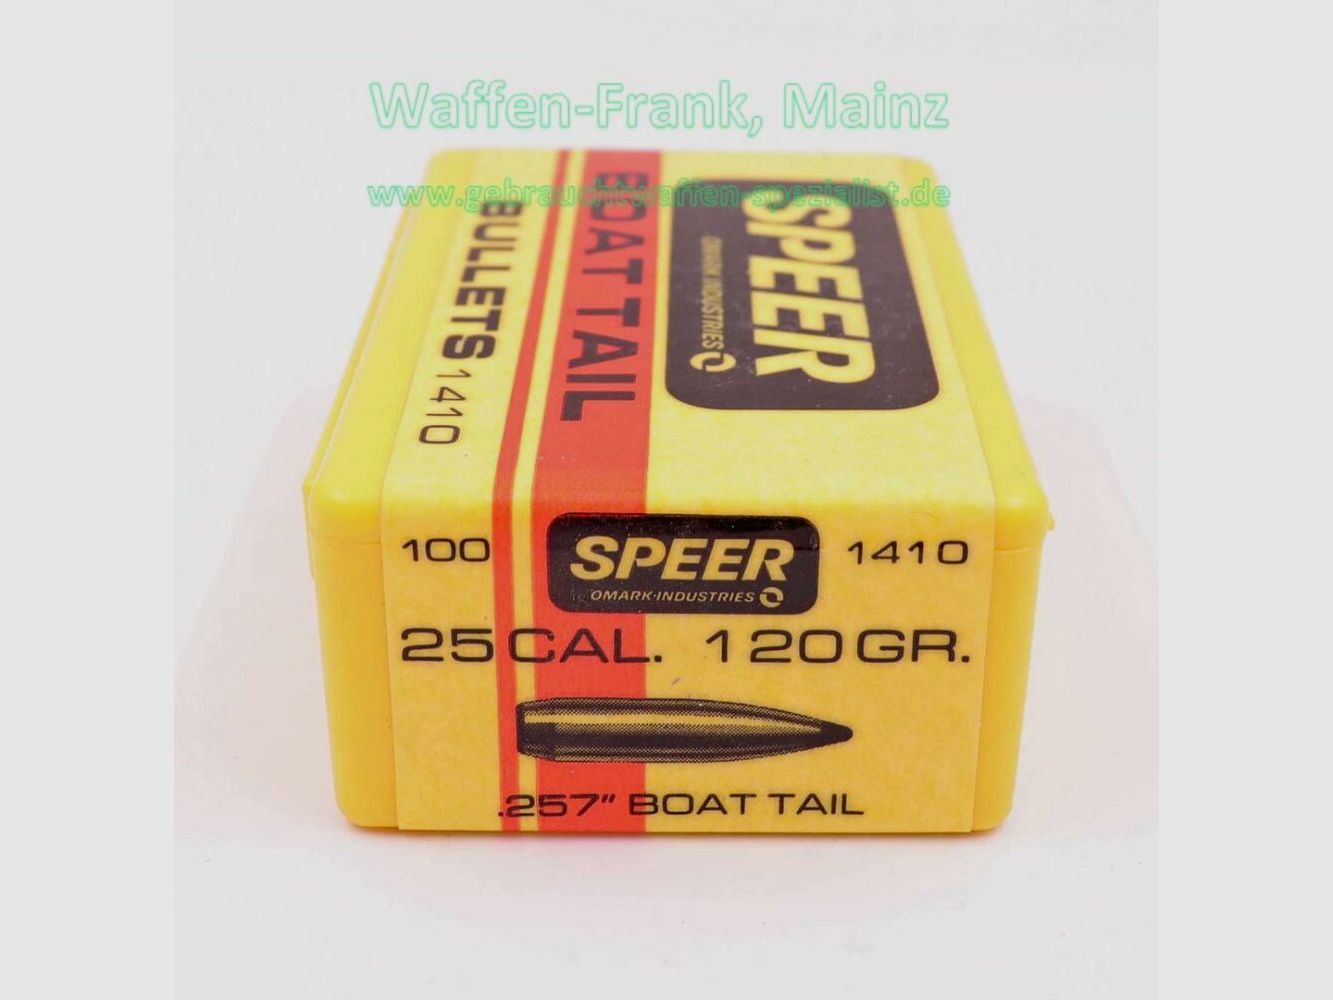 Waffen-Frank, Mainz
www.gebrauchtwaffen-spezialist.de
SPEER
OMARK INDUSTRIES
BOAT TAIL
BULLETS 1410
100
SPEER
OMARK·INDUSTRIES
1410
25 CAL. 120 GR.
.257" BOAT TAIL